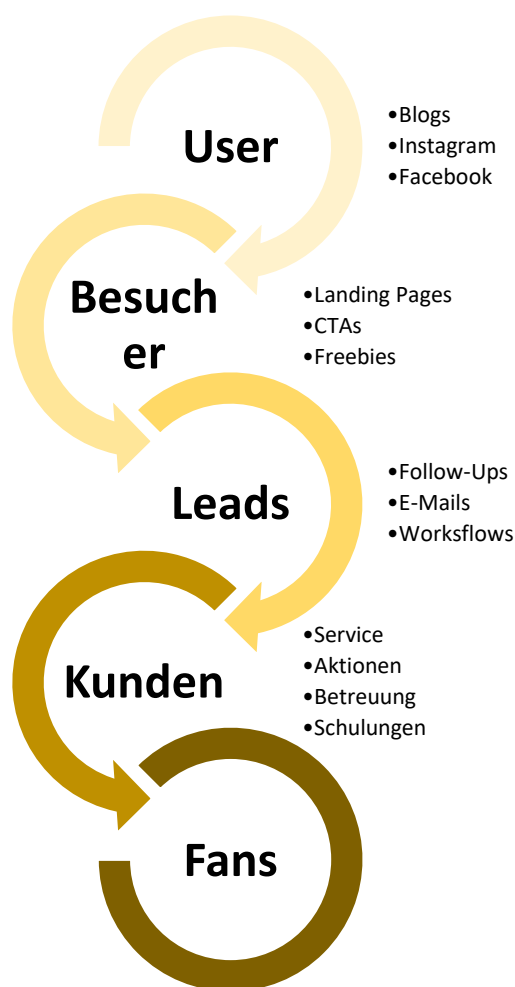 User
•Blogs
•Instagram
•Facebook
Besuch
er
•Landing Pages
•CTAs
•Freebies
Leads
•Follow-Ups
•E-Mails
•Worksflows
Kunden
•Service
•Aktionen
•Betreuung
•Schulungen
Fans